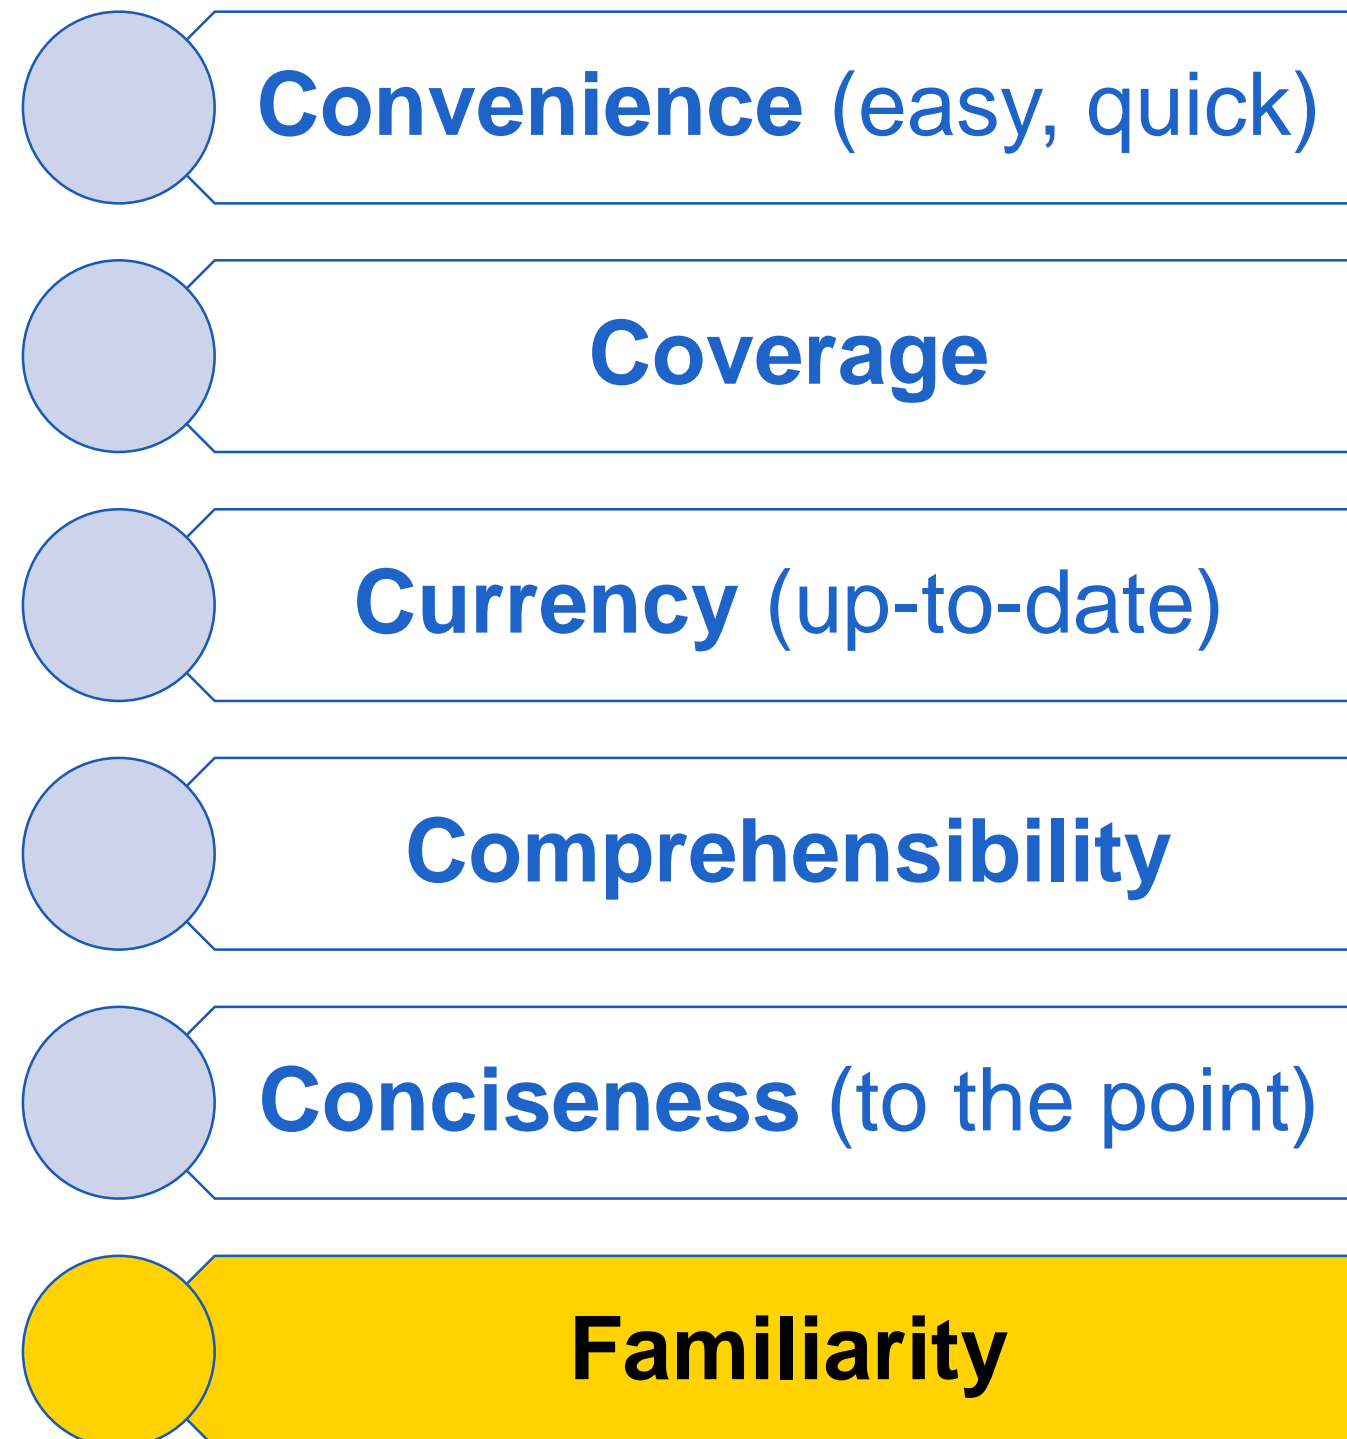 Convenience (easy, quick)
Coverage
Currency (up-to-date)
Comprehensibility
Conciseness (to the point)
Familiarity